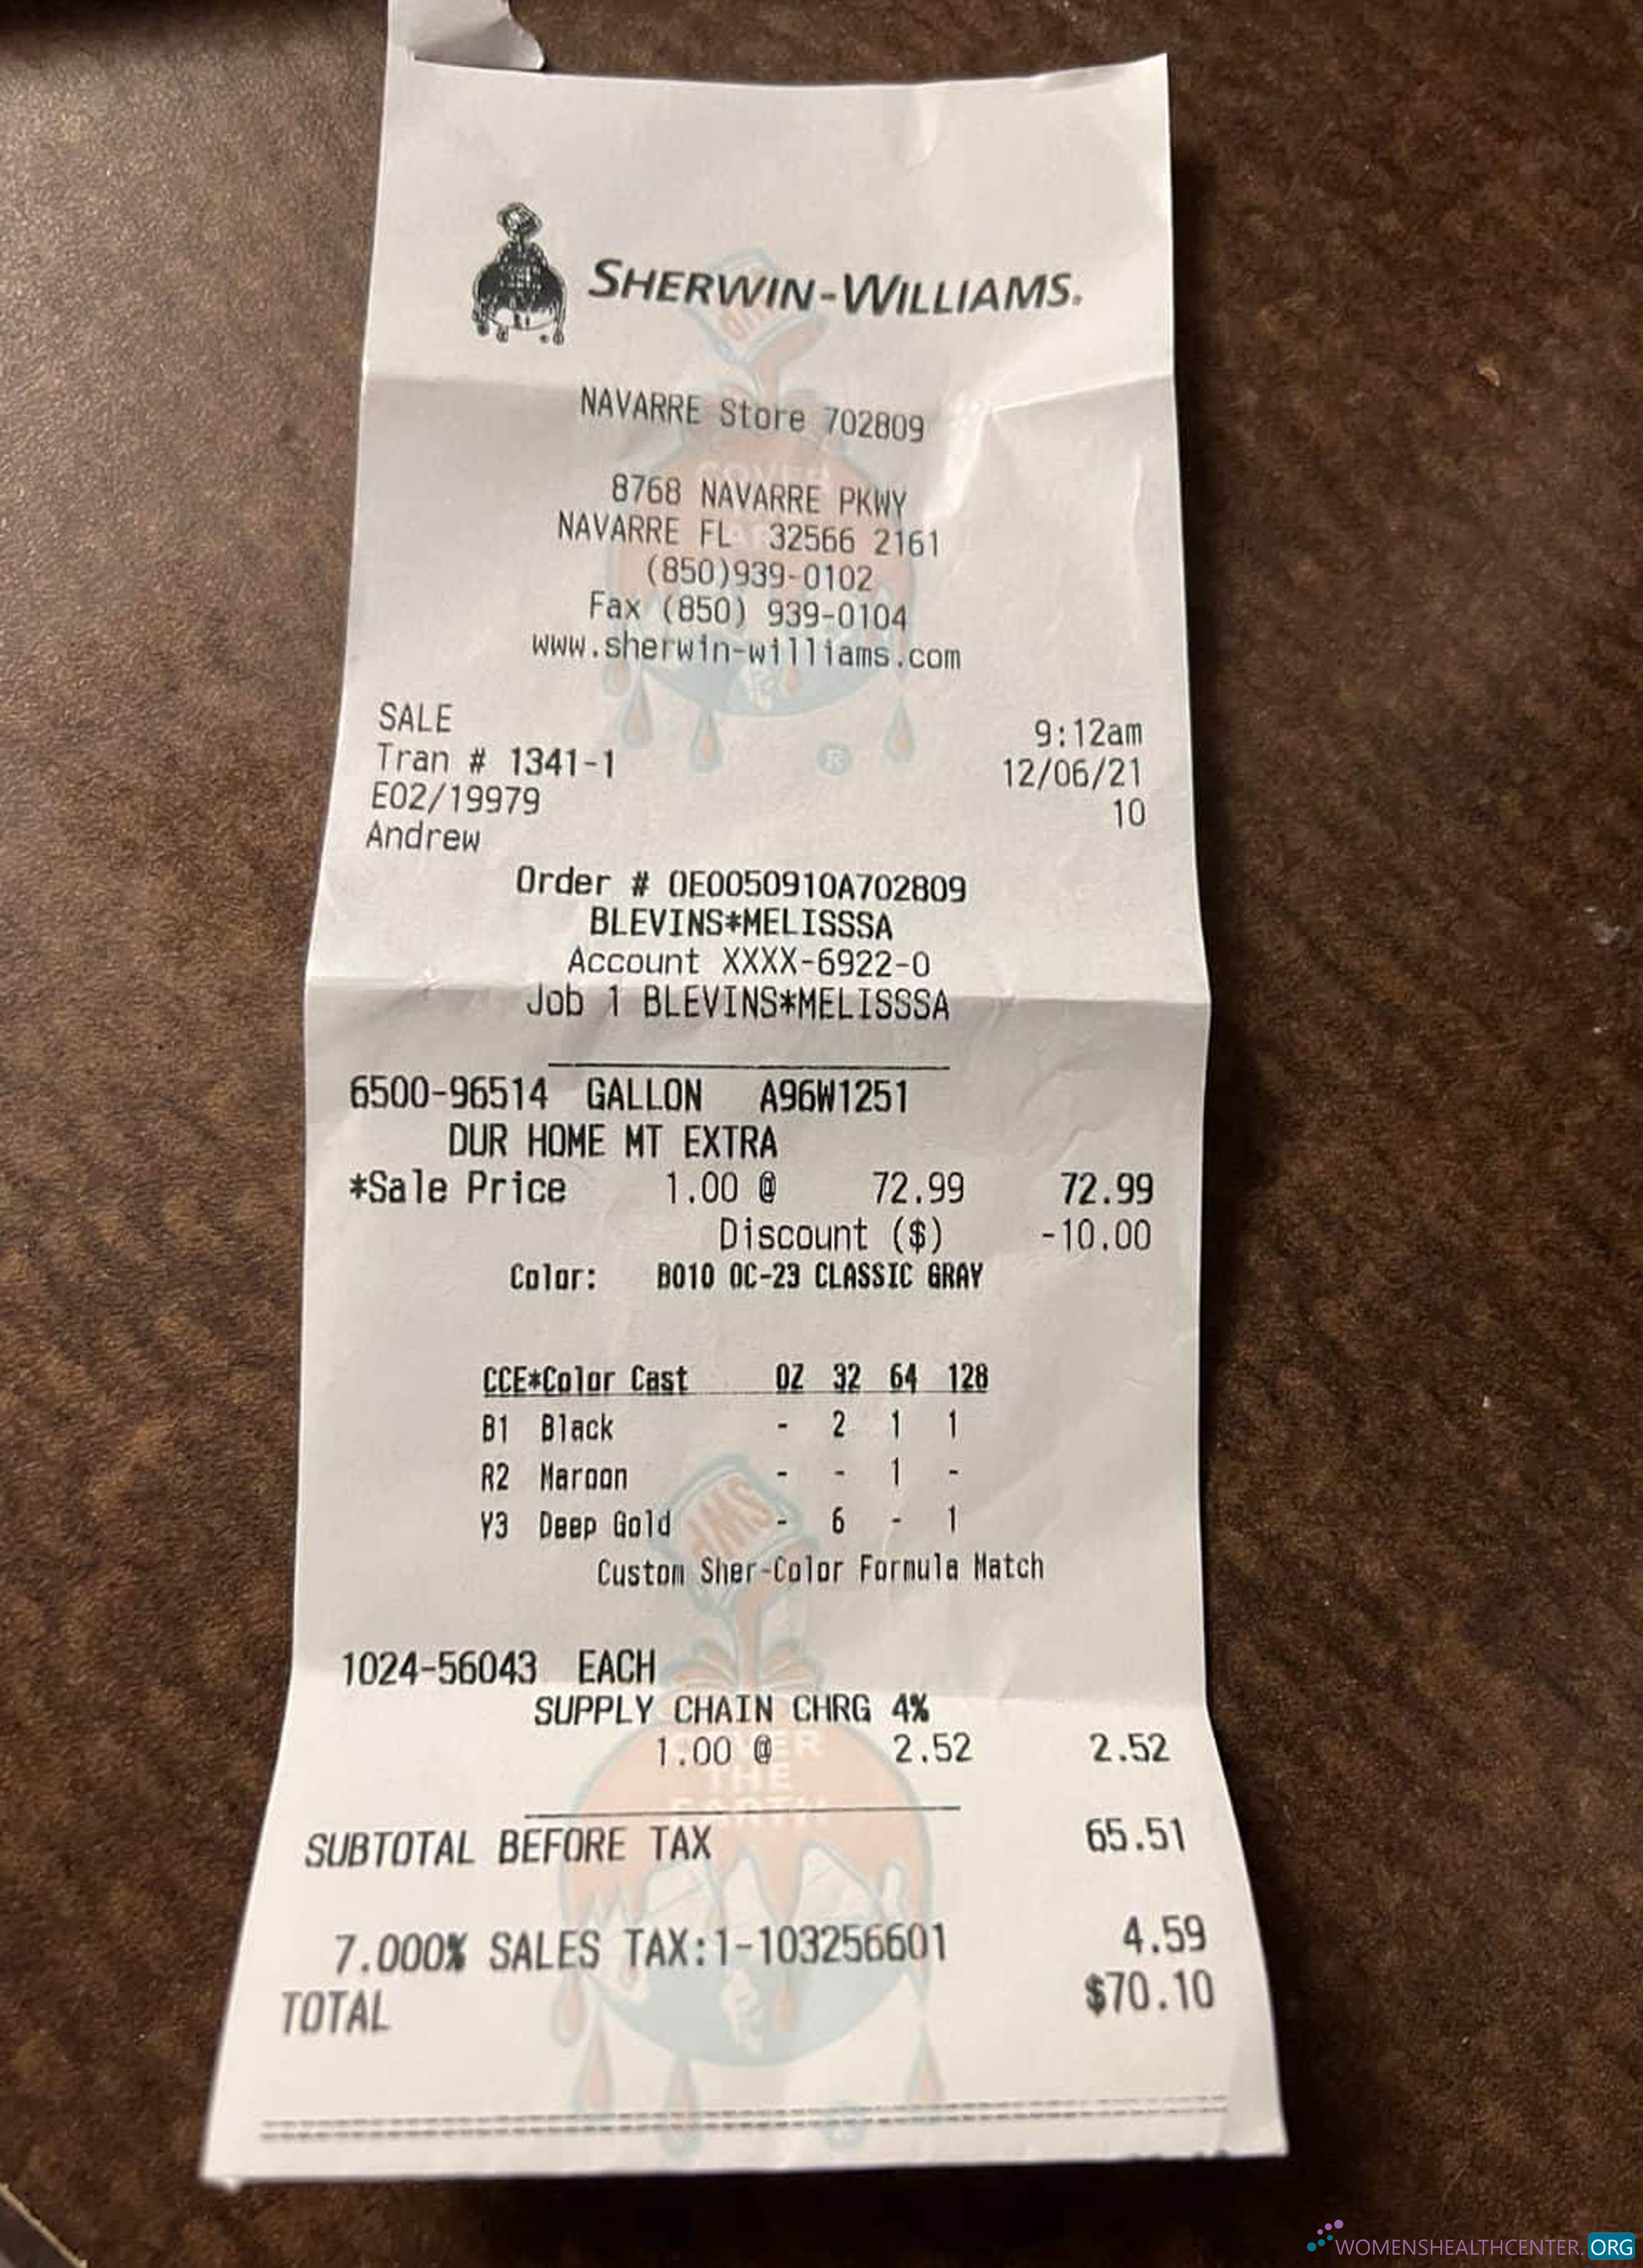 SHERWIN-WILLIAMS.
NAVARRE Store 702809
8768 NAVARRE PKWY
NAVARRE FL 32566 2161
(850)939-0102
Fax (850) 939-0104
www.sherwin-williams.com
SALE 9:12am
Tran # 1341-1 12/06/21
E02/19979 10
Andrew
Order # OE0050910A702809
BLEVINS*MELISSSA
Account XXXX-6922-0
Job 1 BLEVINS*MELISSSA
6500-96514 GALLON A96W1251
DUR HOME MT EXTRA
*Sale Price 1.00 @ 72.99 72.99
Discount ($) -10.00
Color: B010 OC-23 CLASSIC GRAY
CCE*Color Cast OZ 32 64 128
B1 Black - 2 1 1
R2 Maroon - - 1 -
Y3 Deep Gold - 6 - 1
Custom Sher-Color Formula Match
1024-56043 EACH
SUPPLY CHAIN CHRG 4%
1.00 @ 2.52 2.52
SUBTOTAL BEFORE TAX 65.51
7.000% SALES TAX:1-103256601 4.59
TOTAL $70.10
SWP
COVER
THE
EARTH
WOMENSHEALTHCENTER.ORG